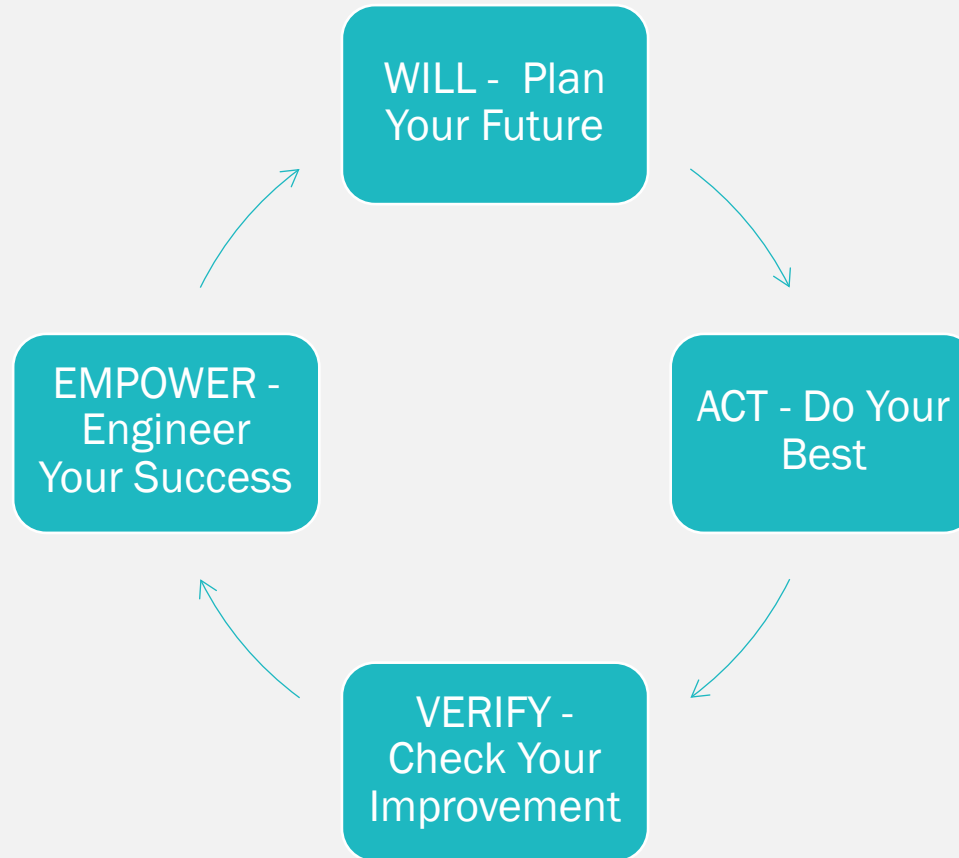 WILL -  Plan
Your Future
ACT - Do Your
Best
VERIFY -
Check Your
Improvement
EMPOWER -
Engineer
Your Success